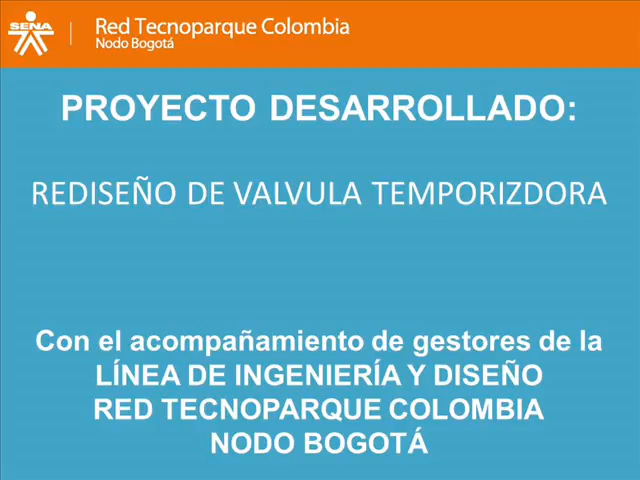 SENA
Red Tecnoparque Colombia
Nodo Bogotá
PROYECTO DESARROLLADO:
REDISEÑO DE VALVULA TEMPORIZDORA
Con el acompañamiento de gestores de la
LÍNEA DE INGENIERÍA Y DISEÑO
RED TECNOPARQUE COLOMBIA
NODO BOGOTÁ